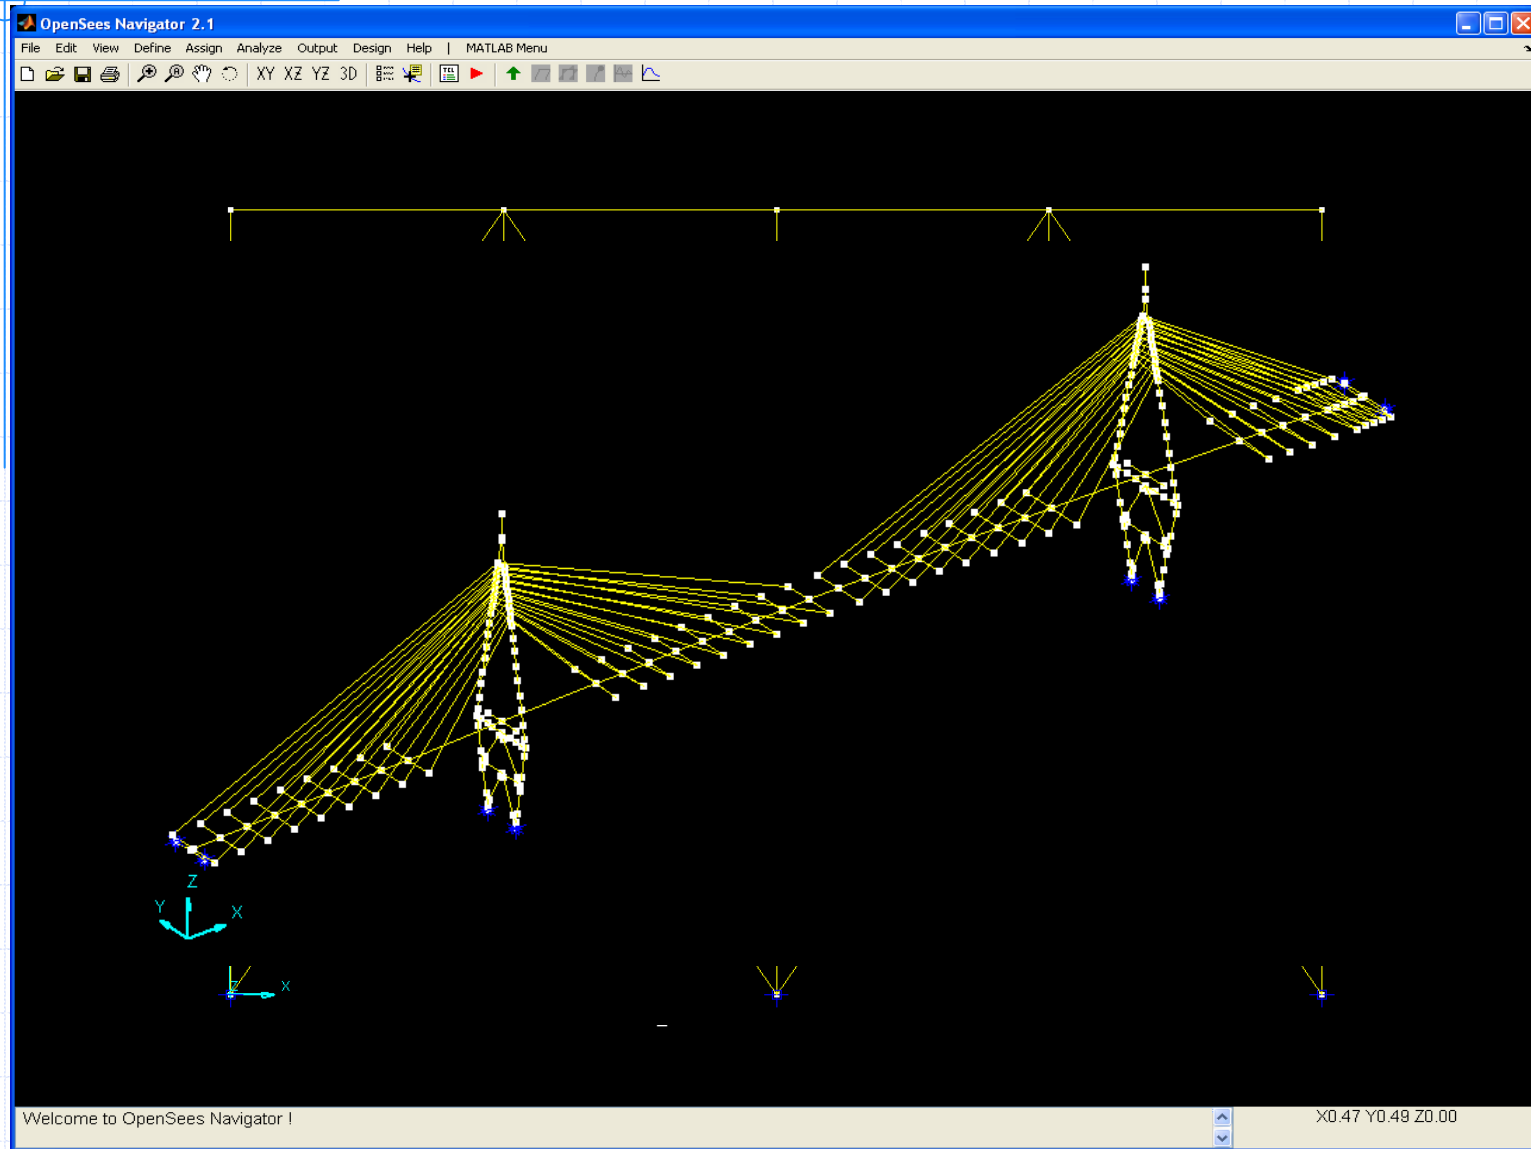 OpenSees Navigator 2.1
File Edit View Define Assign Analyze Output Design Help | MATLAB Menu
XY XZ YZ 3D TCL
Z
Y X
Z X
Welcome to OpenSees Navigator !
X0.47 Y0.49 Z0.00